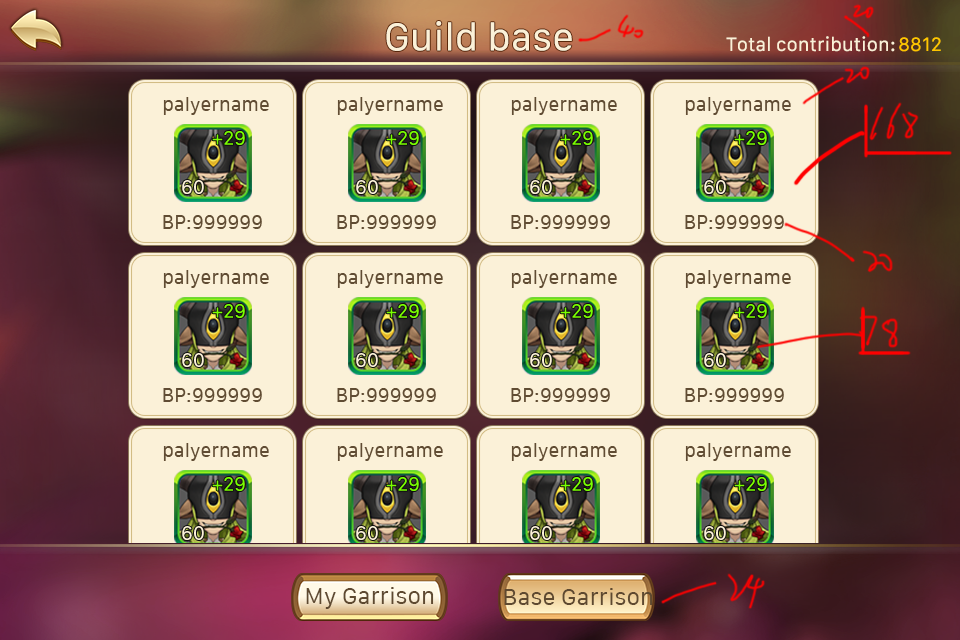 Guild base 40
20
Total contribution: 8812
20
palyername palyername palyername palyername
168
+29 +29 +29 +29
60 60 60 60
BP:999999 BP:999999 BP:999999 BP:999999
20
palyername palyername palyername palyername
+29 +29 +29 +29
78
60 60 60 60
BP:999999 BP:999999 BP:999999 BP:999999
palyername palyername palyername palyername
+29 +29 +29 +29
60 60 60 60
My Garrison Base Garrison 24